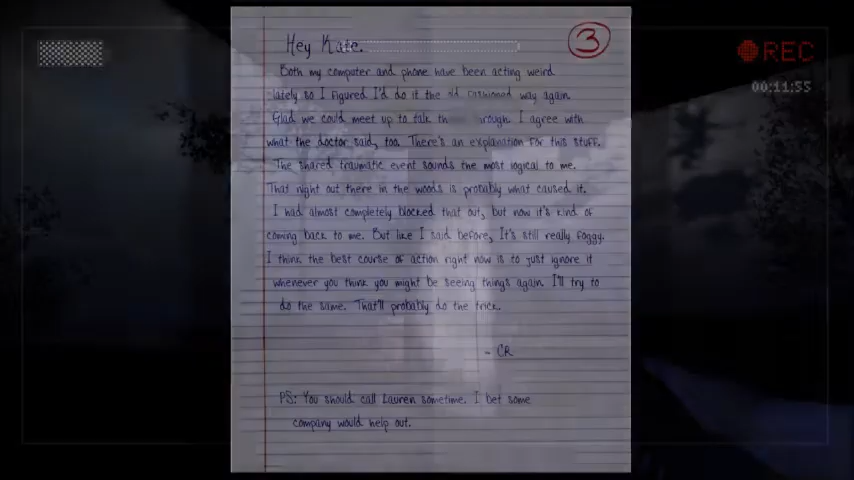 Hey Kate.
3
REC
00:11:55
Both my computer and phone have been acting weird
lately so I figured I'd do it the old fashioned way again.
Glad we could meet up to talk th rough. I agree with
what the doctor said, too. There's an explanation for this stuff.
The shared traumatic event sounds the most logical to me.
That night out there in the woods is probably what caused it.
I had almost completely blocked that out, but now it's kind of
coming back to me. But like I said before, It's still really foggy.
I think the best course of action right now is to just ignore it
whenever you think you might be seeing things again. I'll try to
do the same. That'll probably do the trick.
- CR
PS: You should call Lauren sometime. I bet some
company would help out.